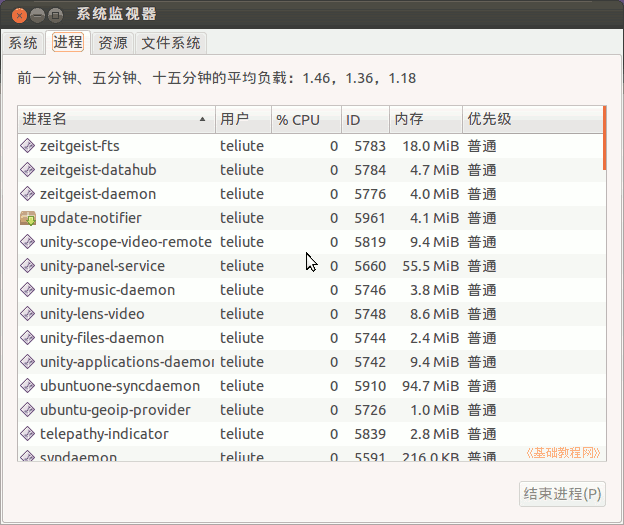 系统监视器
系统 进程 资源 文件系统
前一分钟、五分钟、十五分钟的平均负载：1.46，1.36，1.18
进程名 用户 % CPU ID 内存 优先级
zeitgeist-fts teliute 0 5783 18.0 MiB 普通
zeitgeist-datahub teliute 0 5784 4.7 MiB 普通
zeitgeist-daemon teliute 0 5776 4.0 MiB 普通
update-notifier teliute 0 5961 4.1 MiB 普通
unity-scope-video-remote teliute 0 5819 9.4 MiB 普通
unity-panel-service teliute 0 5660 55.5 MiB 普通
unity-music-daemon teliute 0 5746 3.8 MiB 普通
unity-lens-video teliute 0 5748 8.6 MiB 普通
unity-files-daemon teliute 0 5744 2.4 MiB 普通
unity-applications-daemon teliute 0 5742 9.4 MiB 普通
ubuntuone-syncdaemon teliute 0 5910 94.7 MiB 普通
ubuntu-geoip-provider teliute 0 5726 1.0 MiB 普通
telepathy-indicator teliute 0 5839 2.8 MiB 普通
syndaemon teliute 0 5591 216.0 KB 普通
《基础教程网》
结束进程(P)